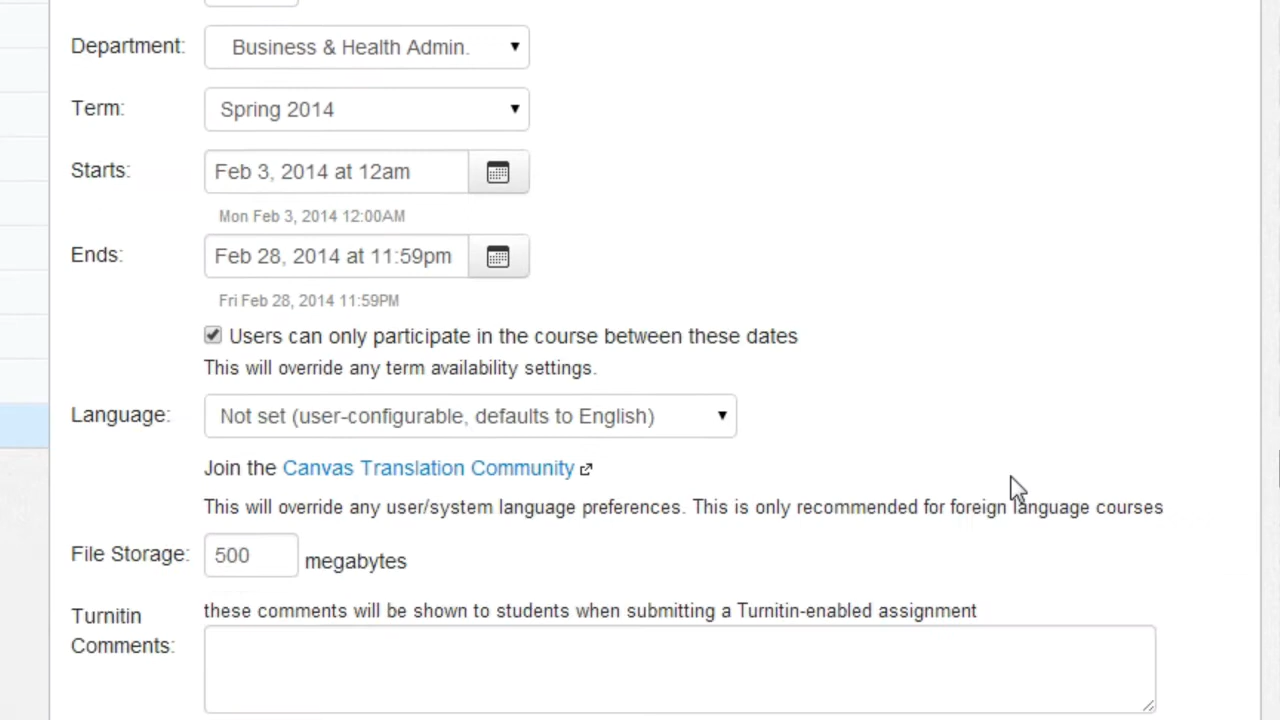 Department:
Business & Health Admin.
Term:
Spring 2014
Starts:
Feb 3, 2014 at 12am
Mon Feb 3, 2014 12:00AM
Ends:
Feb 28, 2014 at 11:59pm
Fri Feb 28, 2014 11:59PM
Users can only participate in the course between these dates
This will override any term availability settings.
Language:
Not set (user-configurable, defaults to English)
Join the Canvas Translation Community
This will override any user/system language preferences. This is only recommended for foreign language courses
File Storage:
500 megabytes
Turnitin
Comments:
these comments will be shown to students when submitting a Turnitin-enabled assignment